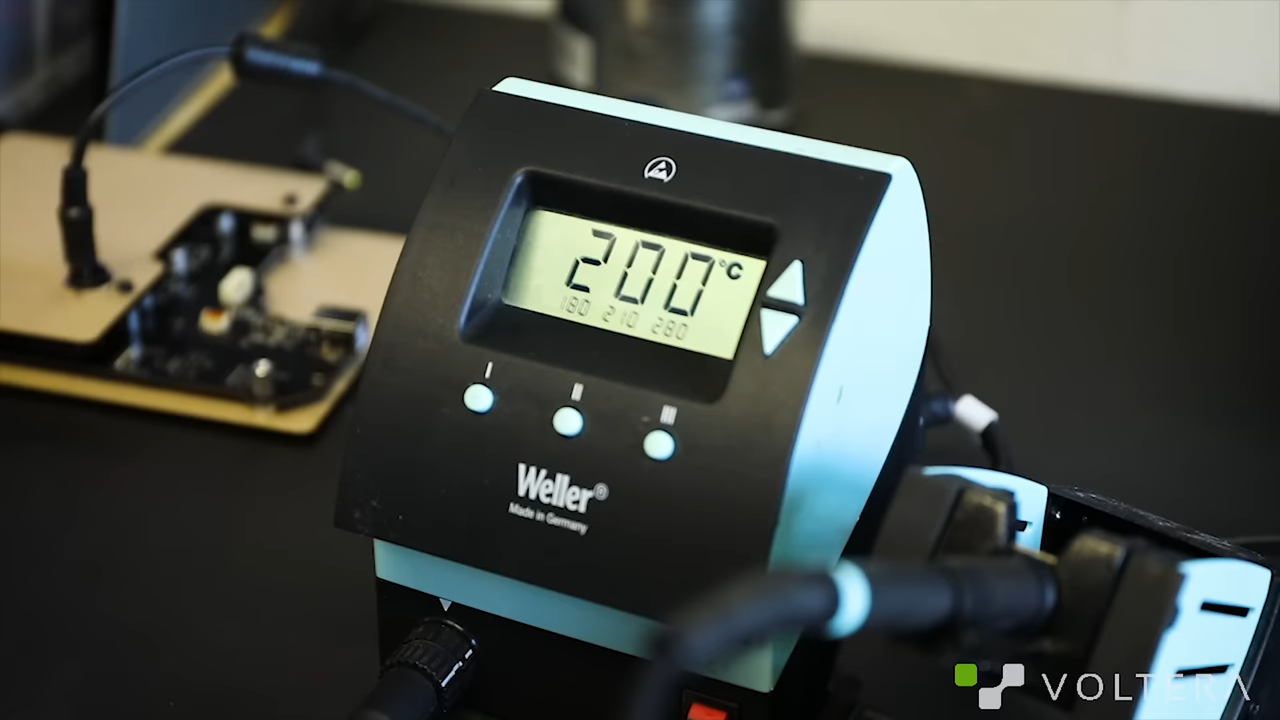 200°C
180 210 280
I
II
III
Weller®
Made in Germany
VOLTERA